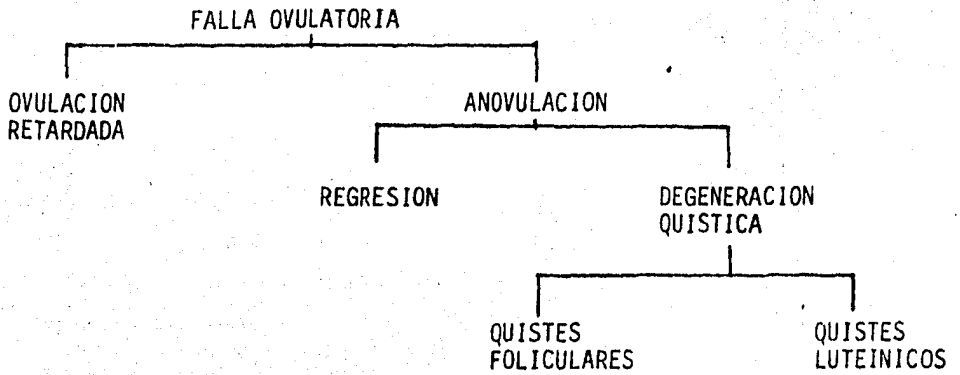 FALLA OVULATORIA
OVULACION
RETARDADA
ANOVULACION
REGRESION
DEGENERACION
QUISTICA
QUISTES
FOLICULARES
QUISTES
LUTEINICOS